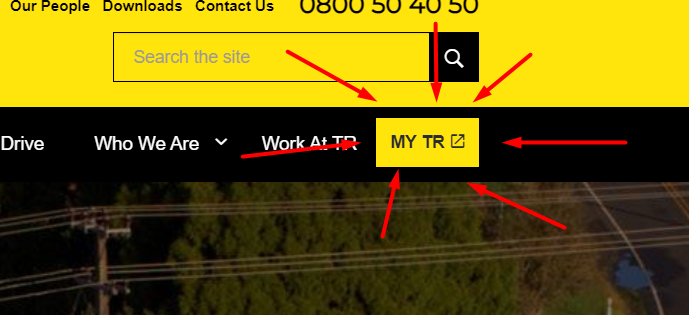 Our People Downloads Contact Us 0800 50 40 50
Search the site
Drive Who We Are Work At TR MY TR